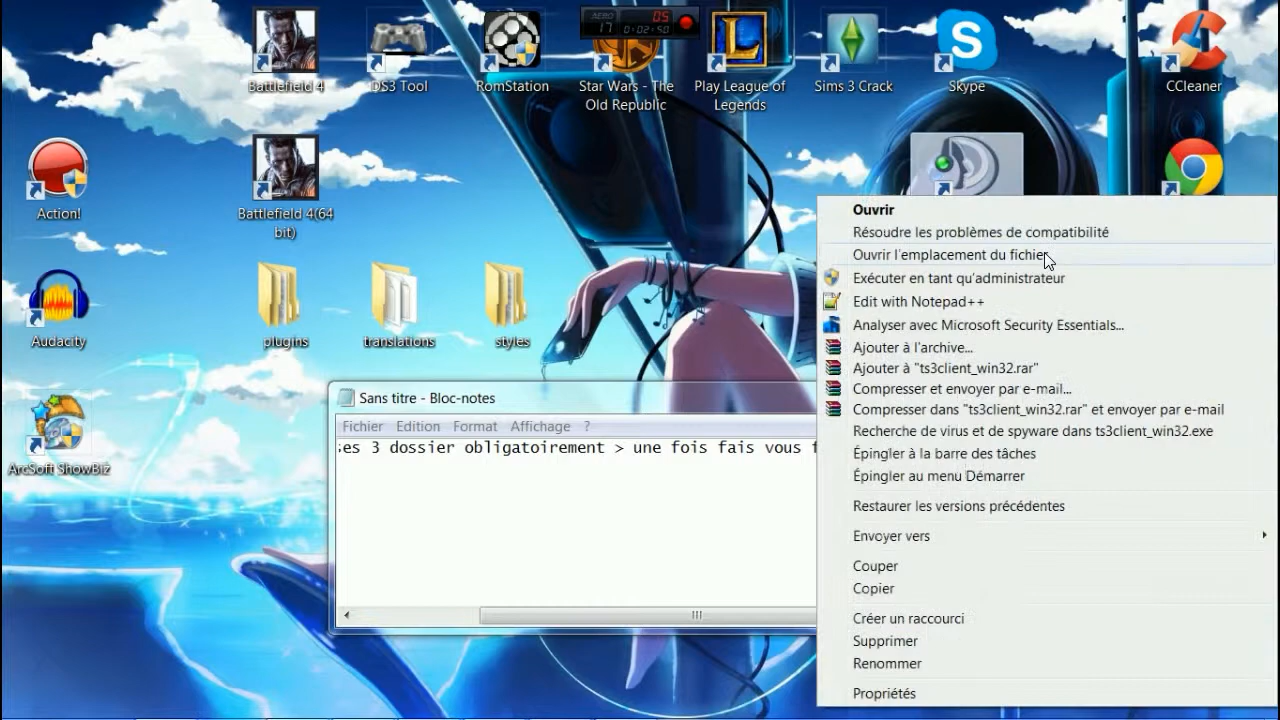 05
17 0:02:50
Battlefield 4
DS3 Tool
RomStation
Star Wars - The
Old Republic
Play League of
Legends
Sims 3 Crack
Skype
CCleaner
Action!
Battlefield 4(64
bit)
Audacity
plugins
translations
styles
ArcSoft ShowBiz
Sans titre - Bloc-notes
Fichier Edition Format Affichage ?
ses 3 dossier obligatoirement > une fois fais vous f
Ouvrir
Résoudre les problèmes de compatibilité
Ouvrir l'emplacement du fichier
Exécuter en tant qu'administrateur
Edit with Notepad++
Analyser avec Microsoft Security Essentials...
Ajouter à l'archive...
Ajouter à "ts3client_win32.rar"
Compresser et envoyer par e-mail...
Compresser dans "ts3client_win32.rar" et envoyer par e-mail
Recherche de virus et de spyware dans ts3client_win32.exe
Épingler à la barre des tâches
Épingler au menu Démarrer
Restaurer les versions précédentes
Envoyer vers
Couper
Copier
Créer un raccourci
Supprimer
Renommer
Propriétés